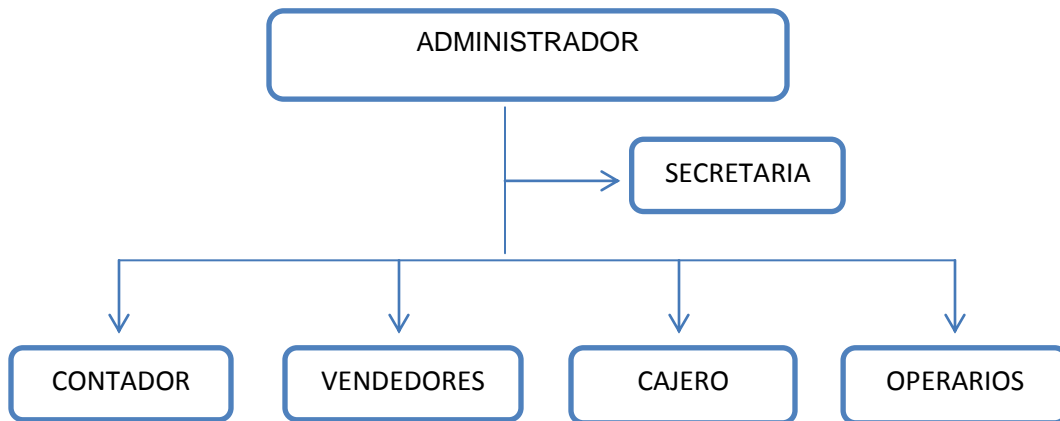 ADMINISTRADOR
SECRETARIA
CONTADOR
VENDEDORES
CAJERO
OPERARIOS